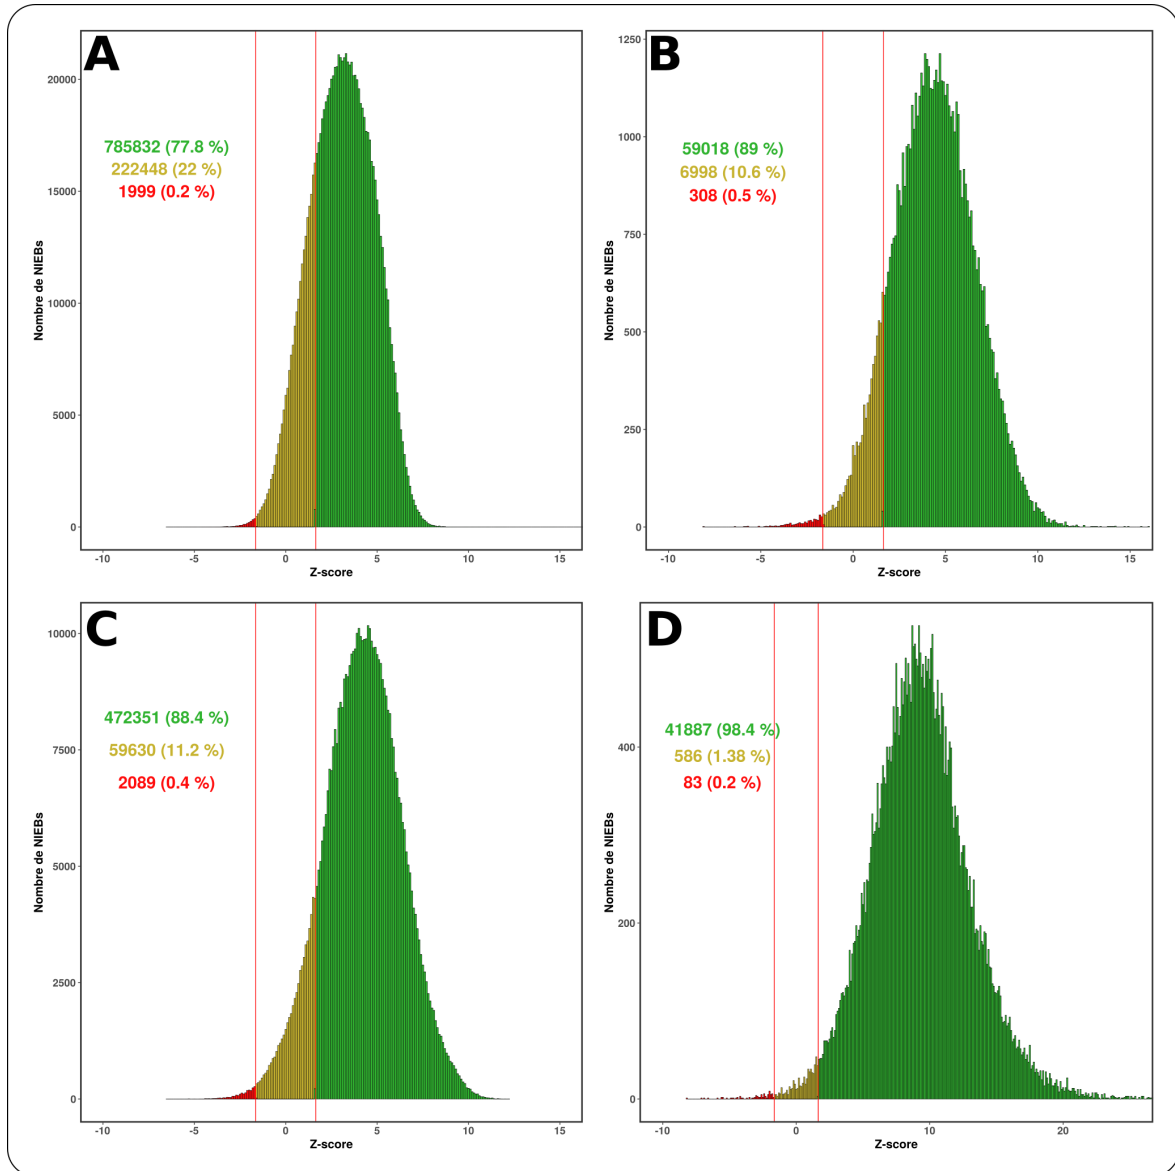 A
20000
15000
10000
5000
0
Nombre de NIEBs
785832 (77.8 %)
222448 (22 %)
1999 (0.2 %)
-10 -5 0 5 10 15
Z-score
B
1250
1000
750
500
250
0
Nombre de NIEBs
59018 (89 %)
6998 (10.6 %)
308 (0.5 %)
-10 -5 0 5 10 15
Z-score
C
10000
7500
5000
2500
0
Nombre de NIEBs
472351 (88.4 %)
59630 (11.2 %)
2089 (0.4 %)
-10 -5 0 5 10 15
Z-score
D
400
200
0
Nombre de NIEBs
41887 (98.4 %)
586 (1.38 %)
83 (0.2 %)
-10 0 10 20
Z-score